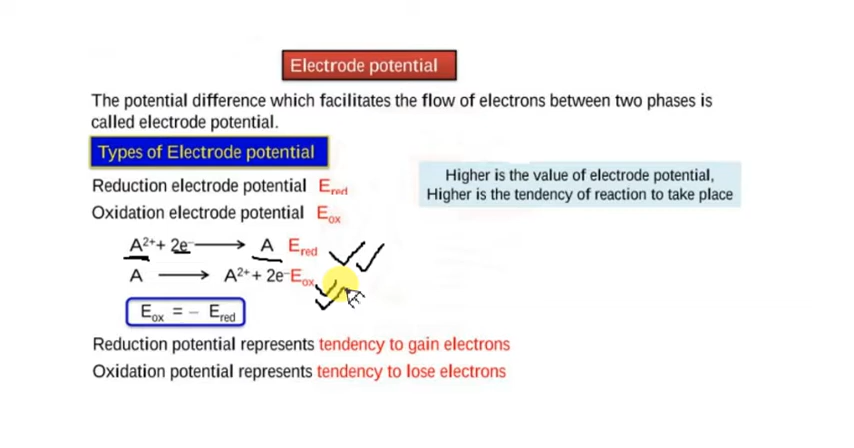 Electrode potential
The potential difference which facilitates the flow of electrons between two phases is
called electrode potential.
Types of Electrode potential
Higher is the value of electrode potential,
Higher is the tendency of reaction to take place
Reduction electrode potential E_red
Oxidation electrode potential E_ox
A²⁺ + 2e⁻ ⟶ A E_red
A ⟶ A²⁺ + 2e⁻ E_ox
E_ox = − E_red
Reduction potential represents tendency to gain electrons
Oxidation potential represents tendency to lose electrons